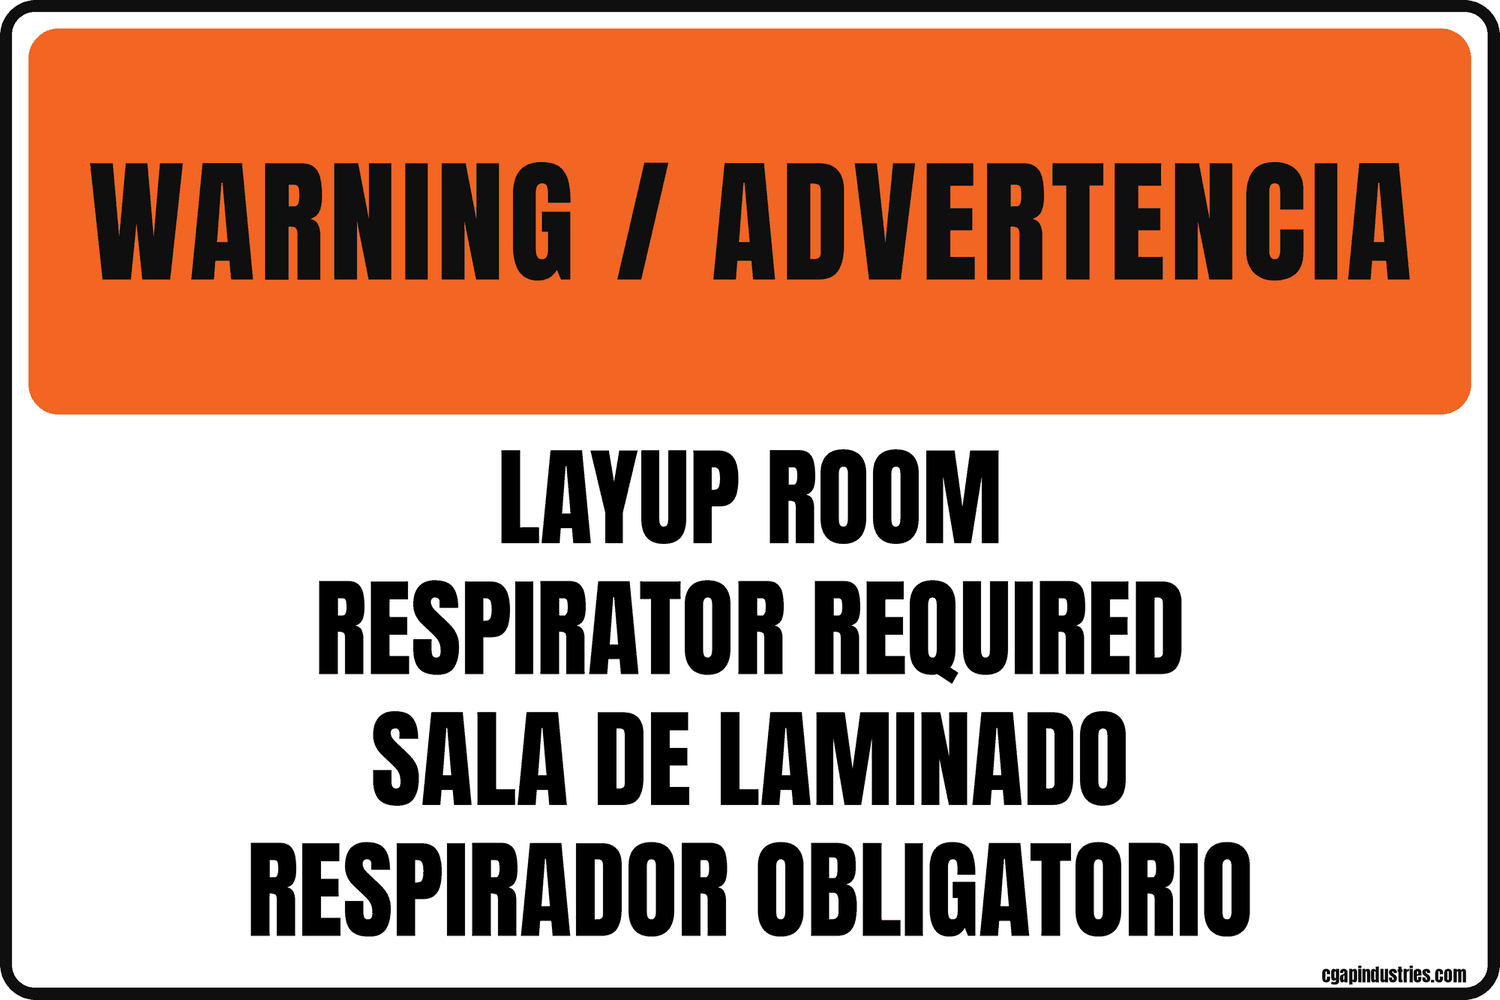 WARNING / ADVERTENCIA
LAYUP ROOM
RESPIRATOR REQUIRED
SALA DE LAMINADO
RESPIRADOR OBLIGATORIO
cgapindustries.com